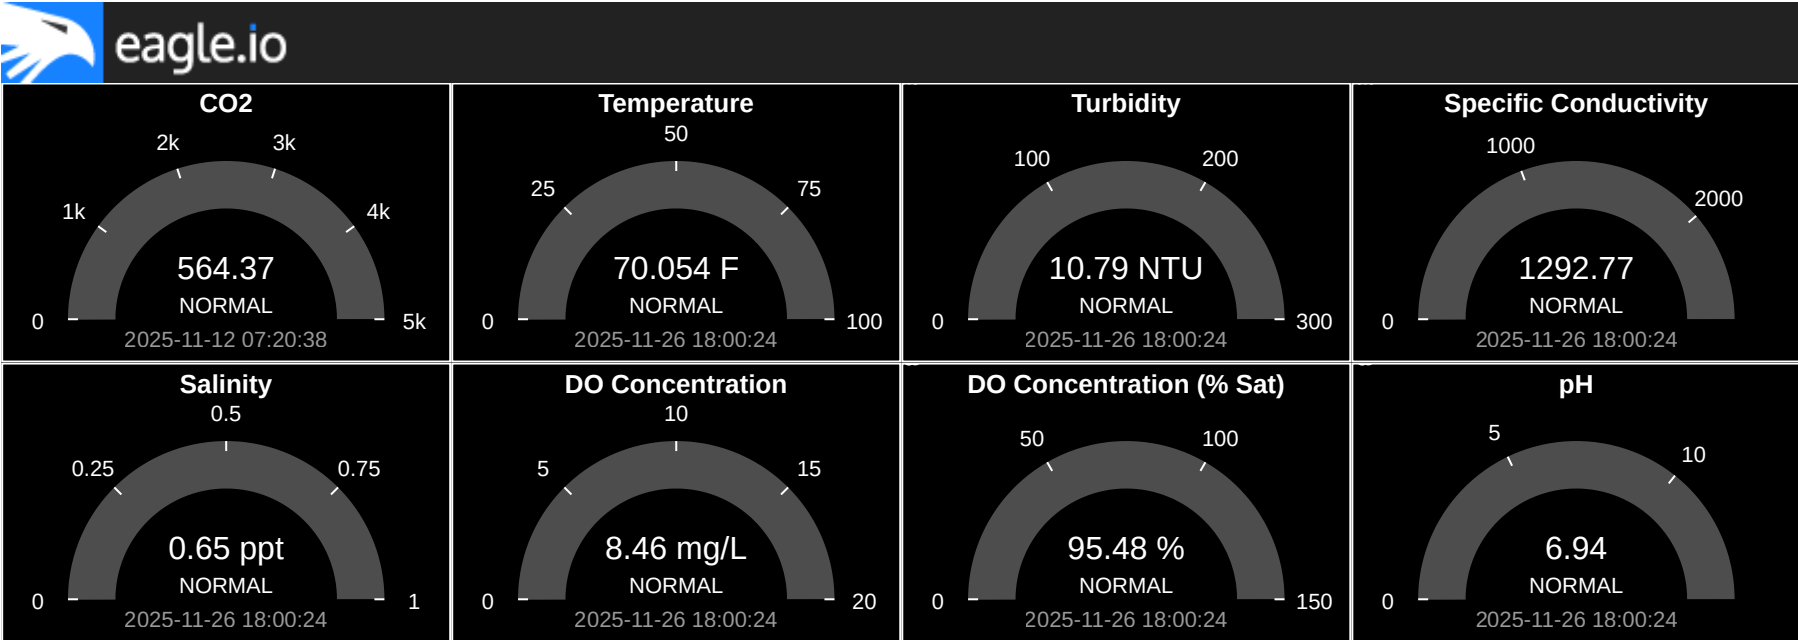 eagle.io
CO2
2k
3k
1k
4k
564.37
NORMAL
0
5k
2025-11-12 07:20:38
Temperature
50
25
75
70.054 F
NORMAL
0
100
2025-11-26 18:00:24
Turbidity
100
200
10.79 NTU
NORMAL
0
300
2025-11-26 18:00:24
Specific Conductivity
1000
2000
1292.77
NORMAL
0
2025-11-26 18:00:24
Salinity
0.5
0.25
0.75
0.65 ppt
NORMAL
0
1
2025-11-26 18:00:24
DO Concentration
10
5
15
8.46 mg/L
NORMAL
0
20
2025-11-26 18:00:24
DO Concentration (% Sat)
50
100
95.48 %
NORMAL
0
150
2025-11-26 18:00:24
pH
5
10
6.94
NORMAL
0
2025-11-26 18:00:24